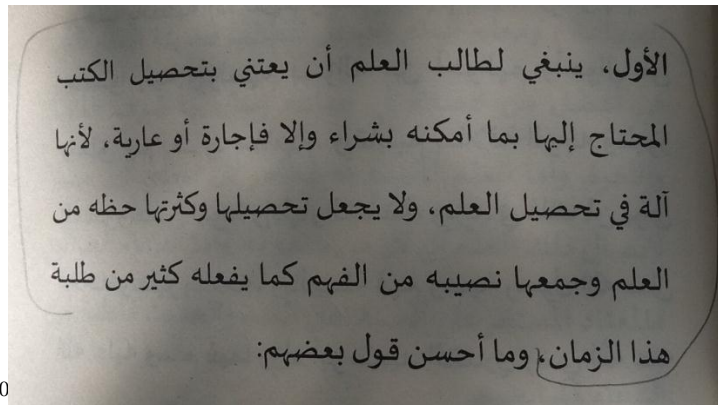 الأول، ينبغي لطالب العلم أن يعتني بتحصيل الكتب
المحتاج إليها بما أمكنه بشراء وإلا فإجارة أو عارية، لأنها
آلة في تحصيل العلم، ولا يجعل تحصيلها وكثرتها حظه من
العلم وجمعها نصيبه من الفهم كما يفعله كثير من طلبة
هذا الزمان، وما أحسن قول بعضهم:
0